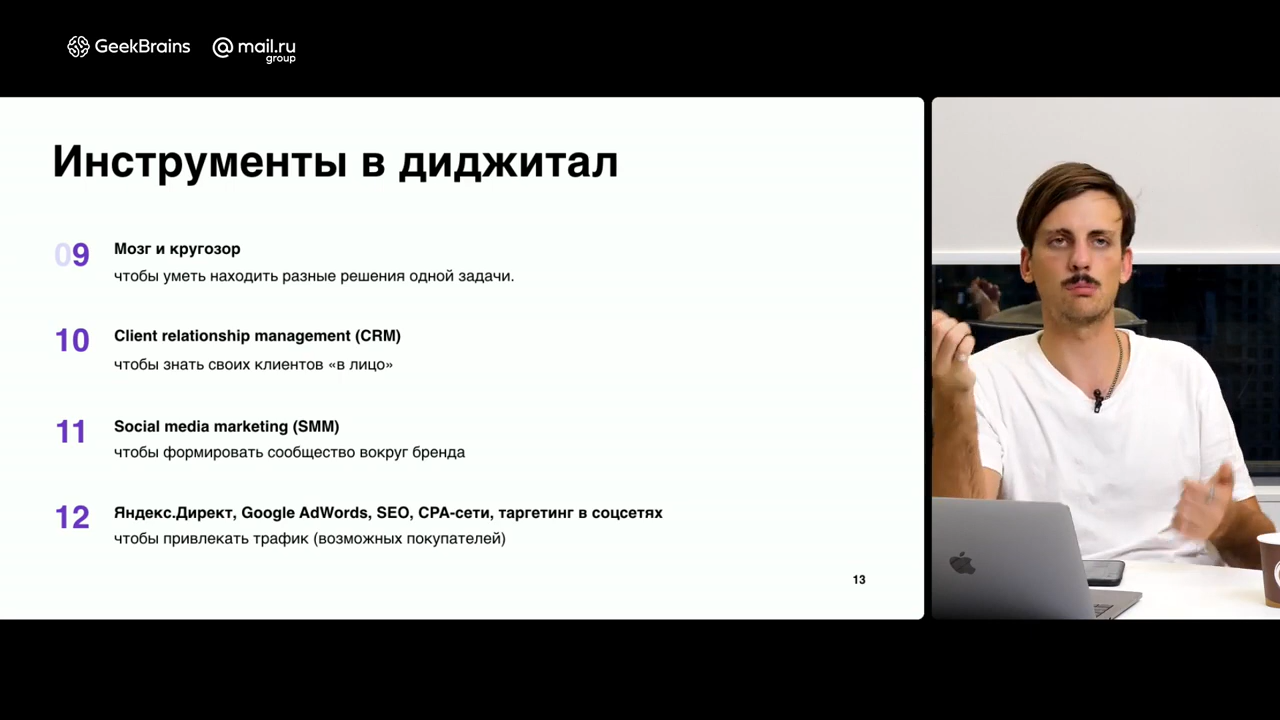 GeekBrains @mail.ru group
Инструменты в диджитал
09 Мозг и кругозор
чтобы уметь находить разные решения одной задачи.
10 Client relationship management (CRM)
чтобы знать своих клиентов «в лицо»
11 Social media marketing (SMM)
чтобы формировать сообщество вокруг бренда
12 Яндекс.Директ, Google AdWords, SEO, CPA-сети, таргетинг в соцсетях
чтобы привлекать трафик (возможных покупателей)
13